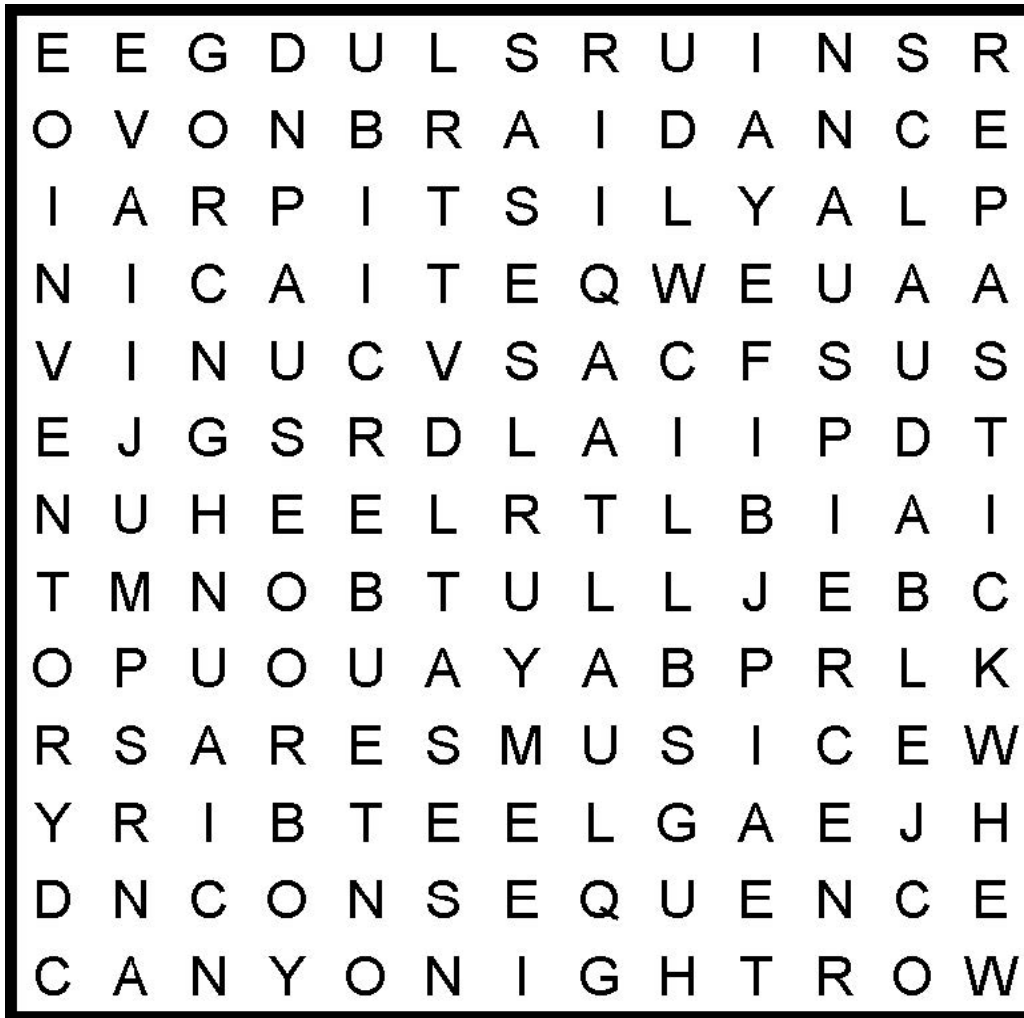 E E G D U L S R U I N S R
O V O N B R A I D A N C E
I A R P I T S I L Y A L P
N I C A I T E Q W E U A A
V I N U C V S A C F S U S
E J G S R D L A I I P D T
N U H E E L R T L B I A I
T M N O B T U L L J E B C
O P U O U A Y A B P R L K
R S A R E S M U S I C E W
Y R I B T E E L G A E J H
D N C O N S E Q U E N C E
C A N Y O N I G H T R O W